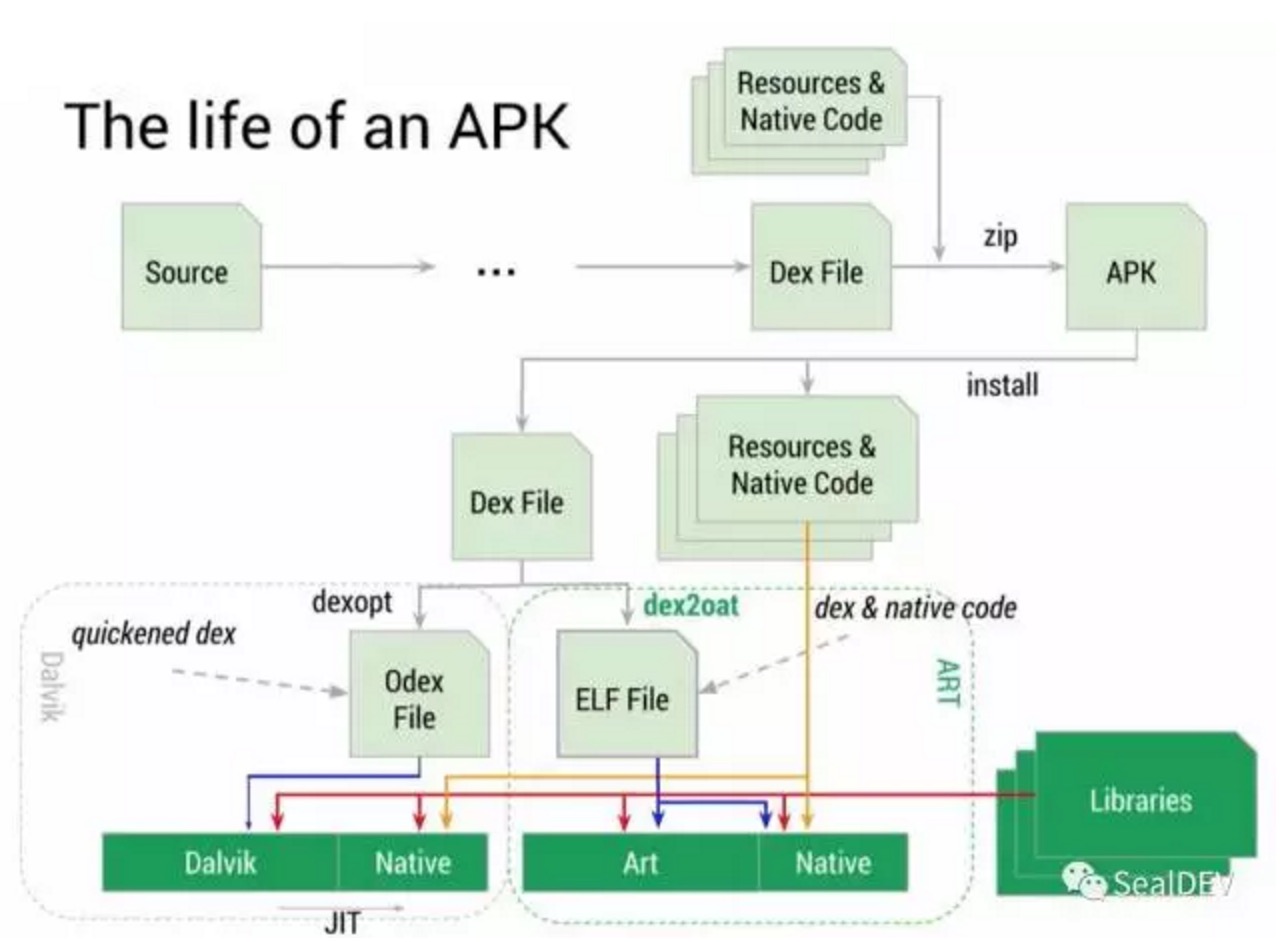 The life of an APK
Resources &
Native Code
Source
...
Dex File
zip
APK
install
Dex File
Resources &
Native Code
dexopt
dex2oat
dex & native code
quickened dex
Dalvik
Odex
File
ELF File
ART
Libraries
Dalvik
Native
Art
Native
JIT
SealDEV